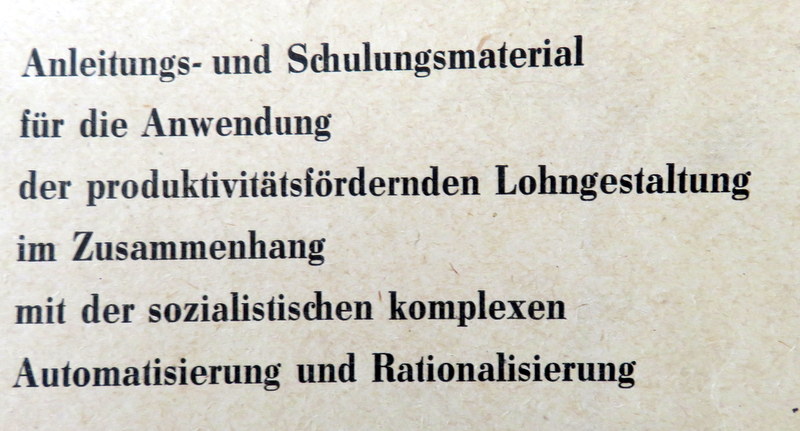 Anleitungs- und Schulungsmaterial
für die Anwendung
der produktivitätsfördernden Lohngestaltung
im Zusammenhang
mit der sozialistischen komplexen
Automatisierung und Rationalisierung